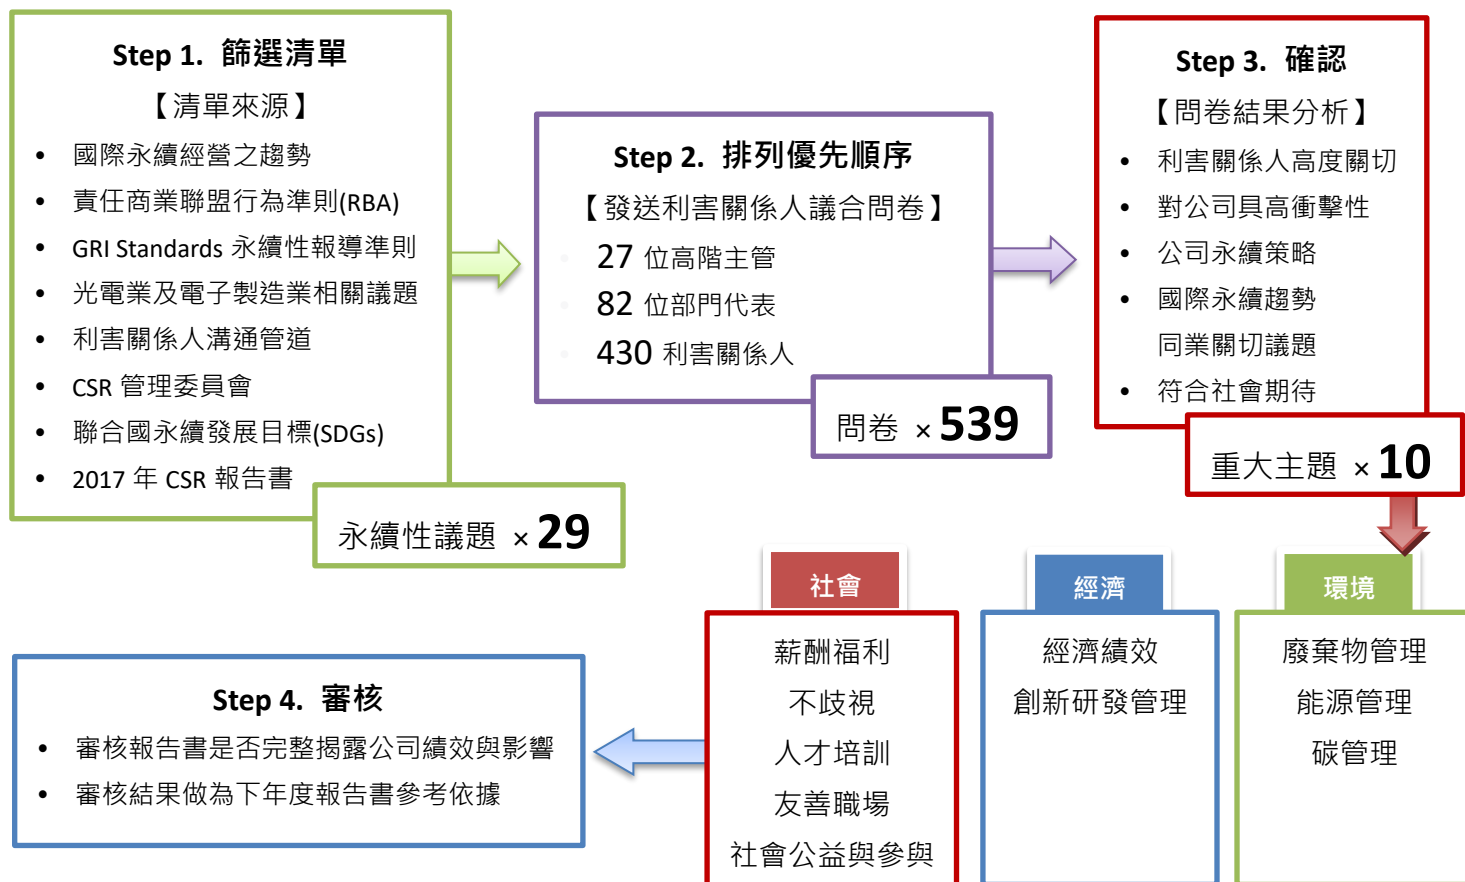 Step 1. 篩選清單
【清單來源】
• 國際永續經營之趨勢
• 責任商業聯盟行為準則(RBA)
• GRI Standards 永續性報導準則
• 光電業及電子製造業相關議題
• 利害關係人溝通管道
• CSR 管理委員會
• 聯合國永續發展目標(SDGs)
• 2017 年 CSR 報告書
永續性議題 ×29
Step 2. 排列優先順序
【發送利害關係人議合問卷】
• 27 位高階主管
• 82 位部門代表
• 430 利害關係人
問卷 ×539
Step 3. 確認
【問卷結果分析】
• 利害關係人高度關切
• 對公司具高衝擊性
• 公司永續策略
• 國際永續趨勢
同業關切議題
• 符合社會期待
重大主題 ×10
社會
薪酬福利
不歧視
人才培訓
友善職場
社會公益與參與
經濟
經濟績效
創新研發管理
環境
廢棄物管理
能源管理
碳管理
Step 4. 審核
• 審核報告書是否完整揭露公司績效與影響
• 審核結果做為下年度報告書參考依據